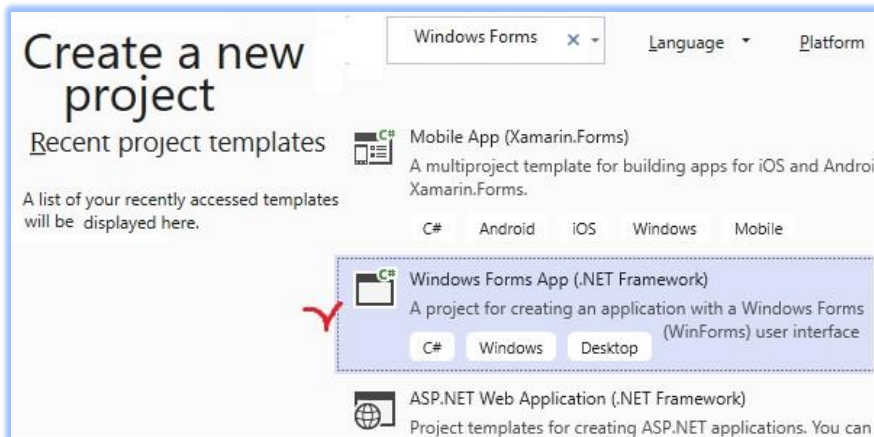 Create a new
project
Recent project templates
A list of your recently accessed templates
will be displayed here.
Windows Forms
Language
Platform
C#
Mobile App (Xamarin.Forms)
A multiproject template for building apps for iOS and Androi
Xamarin.Forms.
C# Android iOS Windows Mobile
C#
Windows Forms App (.NET Framework)
A project for creating an application with a Windows Forms
(WinForms) user interface
C# Windows Desktop
ASP.NET Web Application (.NET Framework)
Project templates for creating ASP.NET applications. You can